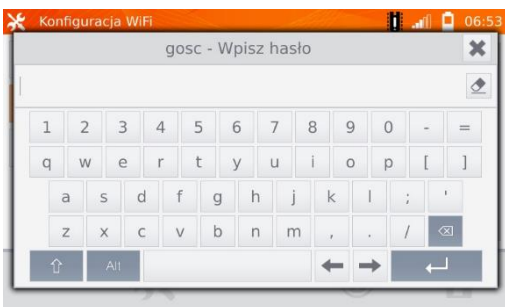 Konfiguracja WiFi 06:53
gosc - Wpisz hasło
1 2 3 4 5 6 7 8 9 0 - =
q w e r t y u i o p [ ]
a s d f g h j k l ; '
z x c v b n m , . /
Alt